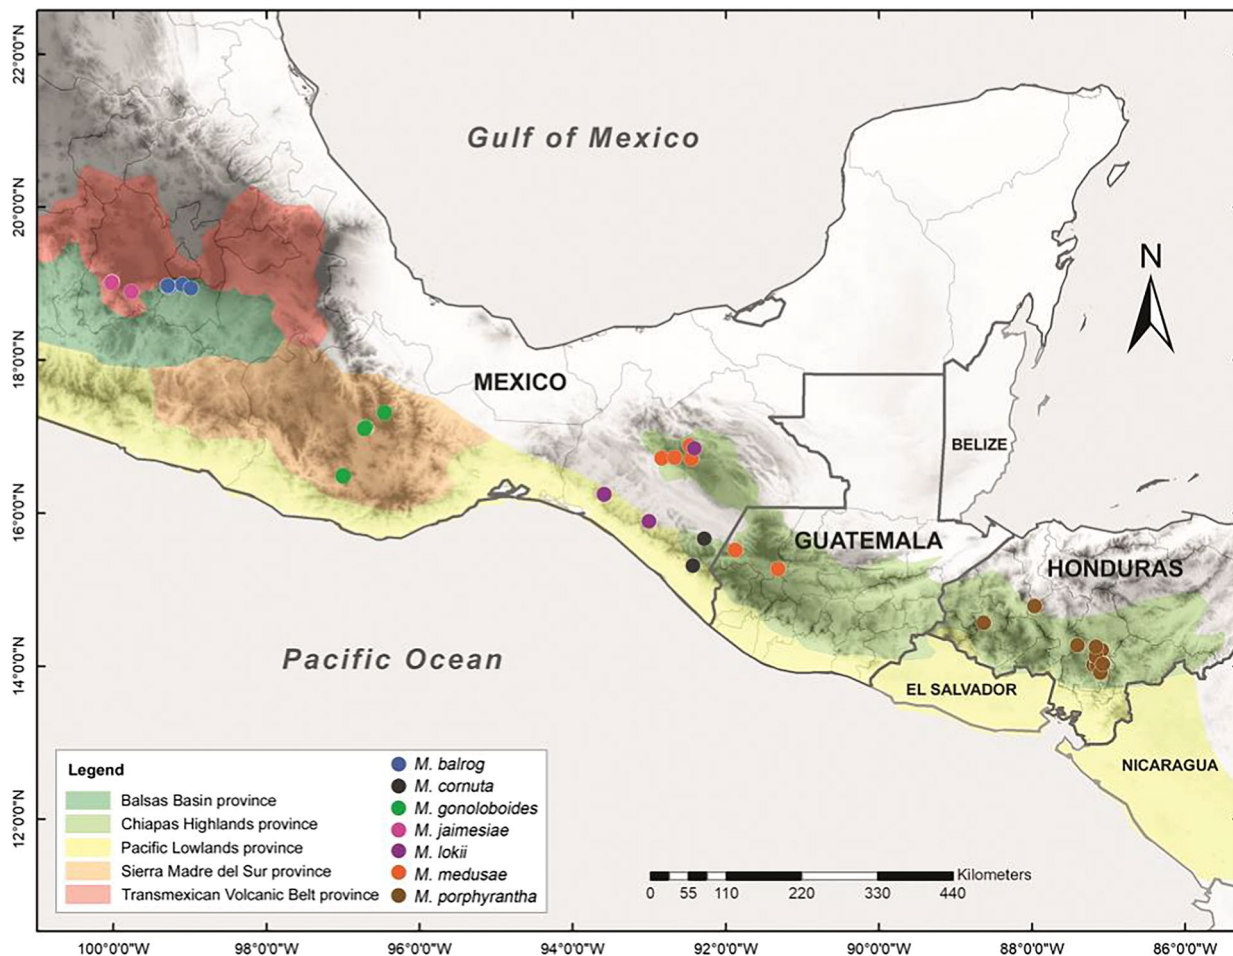 22°0'0"N
20°0'0"N
18°0'0"N
16°0'0"N
14°0'0"N
12°0'0"N
Gulf of Mexico
N
MEXICO
BELIZE
GUATEMALA
HONDURAS
Pacific Ocean
EL SALVADOR
NICARAGUA
Legend
Balsas Basin province
Chiapas Highlands province
Pacific Lowlands province
Sierra Madre del Sur province
Transmexican Volcanic Belt province
M. balrog
M. cornuta
M. gonoloboides
M. jaimesiae
M. lokii
M. medusae
M. porphyrantha
Kilometers
0 55 110 220 330 440
100°0'0"W 98°0'0"W 96°0'0"W 94°0'0"W 92°0'0"W 90°0'0"W 88°0'0"W 86°0'0"W